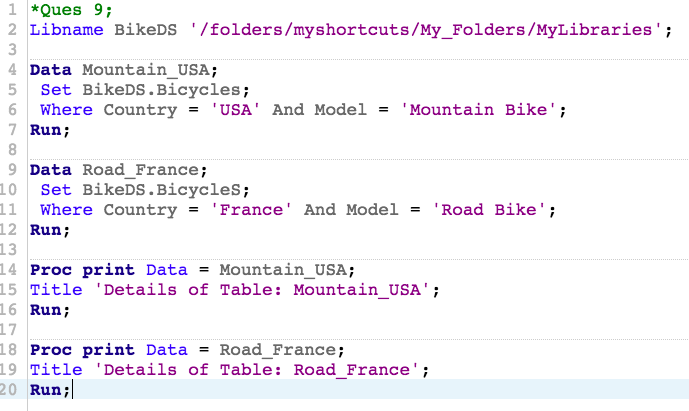 1 *Ques 9;
2 Libname BikeDS '/folders/myshortcuts/My_Folders/MyLibraries';
3
4 Data Mountain_USA;
5 Set BikeDS.Bicycles;
6 Where Country = 'USA' And Model = 'Mountain Bike';
7 Run;
8
9 Data Road_France;
10 Set BikeDS.BicycleS;
11 Where Country = 'France' And Model = 'Road Bike';
12 Run;
13
14 Proc print Data = Mountain_USA;
15 Title 'Details of Table: Mountain_USA';
16 Run;
17
18 Proc print Data = Road_France;
19 Title 'Details of Table: Road_France';
20 Run;